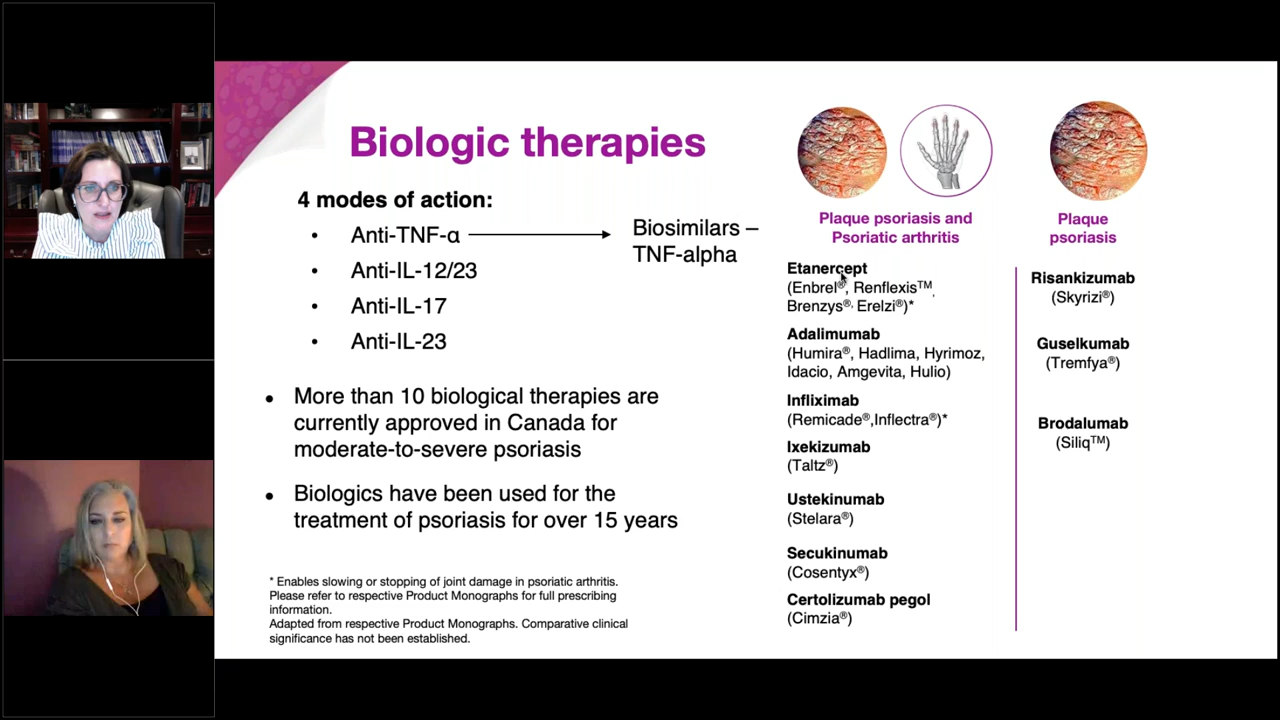 Biologic therapies
4 modes of action:
• Anti-TNF-α
• Anti-IL-12/23
• Anti-IL-17
• Anti-IL-23
Biosimilars –
TNF-alpha
• More than 10 biological therapies are
currently approved in Canada for
moderate-to-severe psoriasis
• Biologics have been used for the
treatment of psoriasis for over 15 years
* Enables slowing or stopping of joint damage in psoriatic arthritis.
Please refer to respective Product Monographs for full prescribing
information.
Adapted from respective Product Monographs. Comparative clinical
significance has not been established.
Plaque psoriasis and
Psoriatic arthritis
Etanercept
(Enbrel®, Renflexis™,
Brenzys®, Erelzi®)*
Adalimumab
(Humira®, Hadlima, Hyrimoz,
Idacio, Amgevita, Hulio)
Infliximab
(Remicade®,Inflectra®)*
Ixekizumab
(Taltz®)
Ustekinumab
(Stelara®)
Secukinumab
(Cosentyx®)
Certolizumab pegol
(Cimzia®)
Plaque
psoriasis
Risankizumab
(Skyrizi®)
Guselkumab
(Tremfya®)
Brodalumab
(Siliq™)